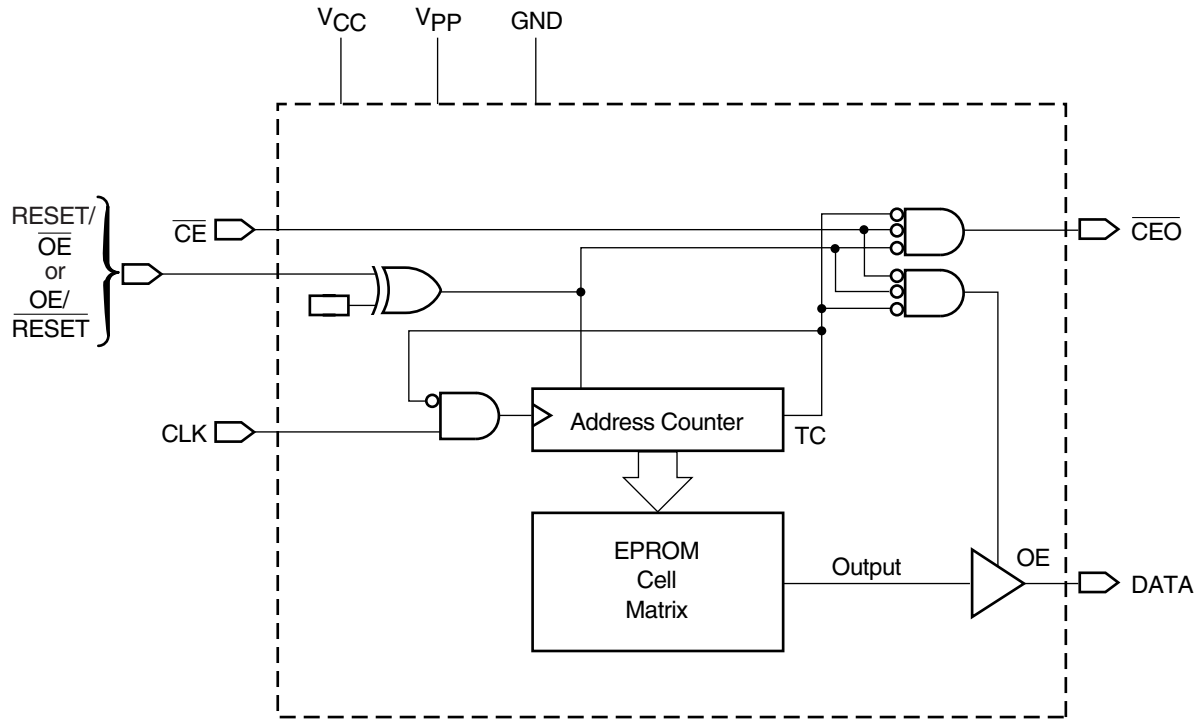 VCC
VPP
GND
RESET/
OE
or
OE/
RESET
CE
CEO
CLK
Address Counter
TC
EPROM
Cell
Matrix
Output
OE
DATA